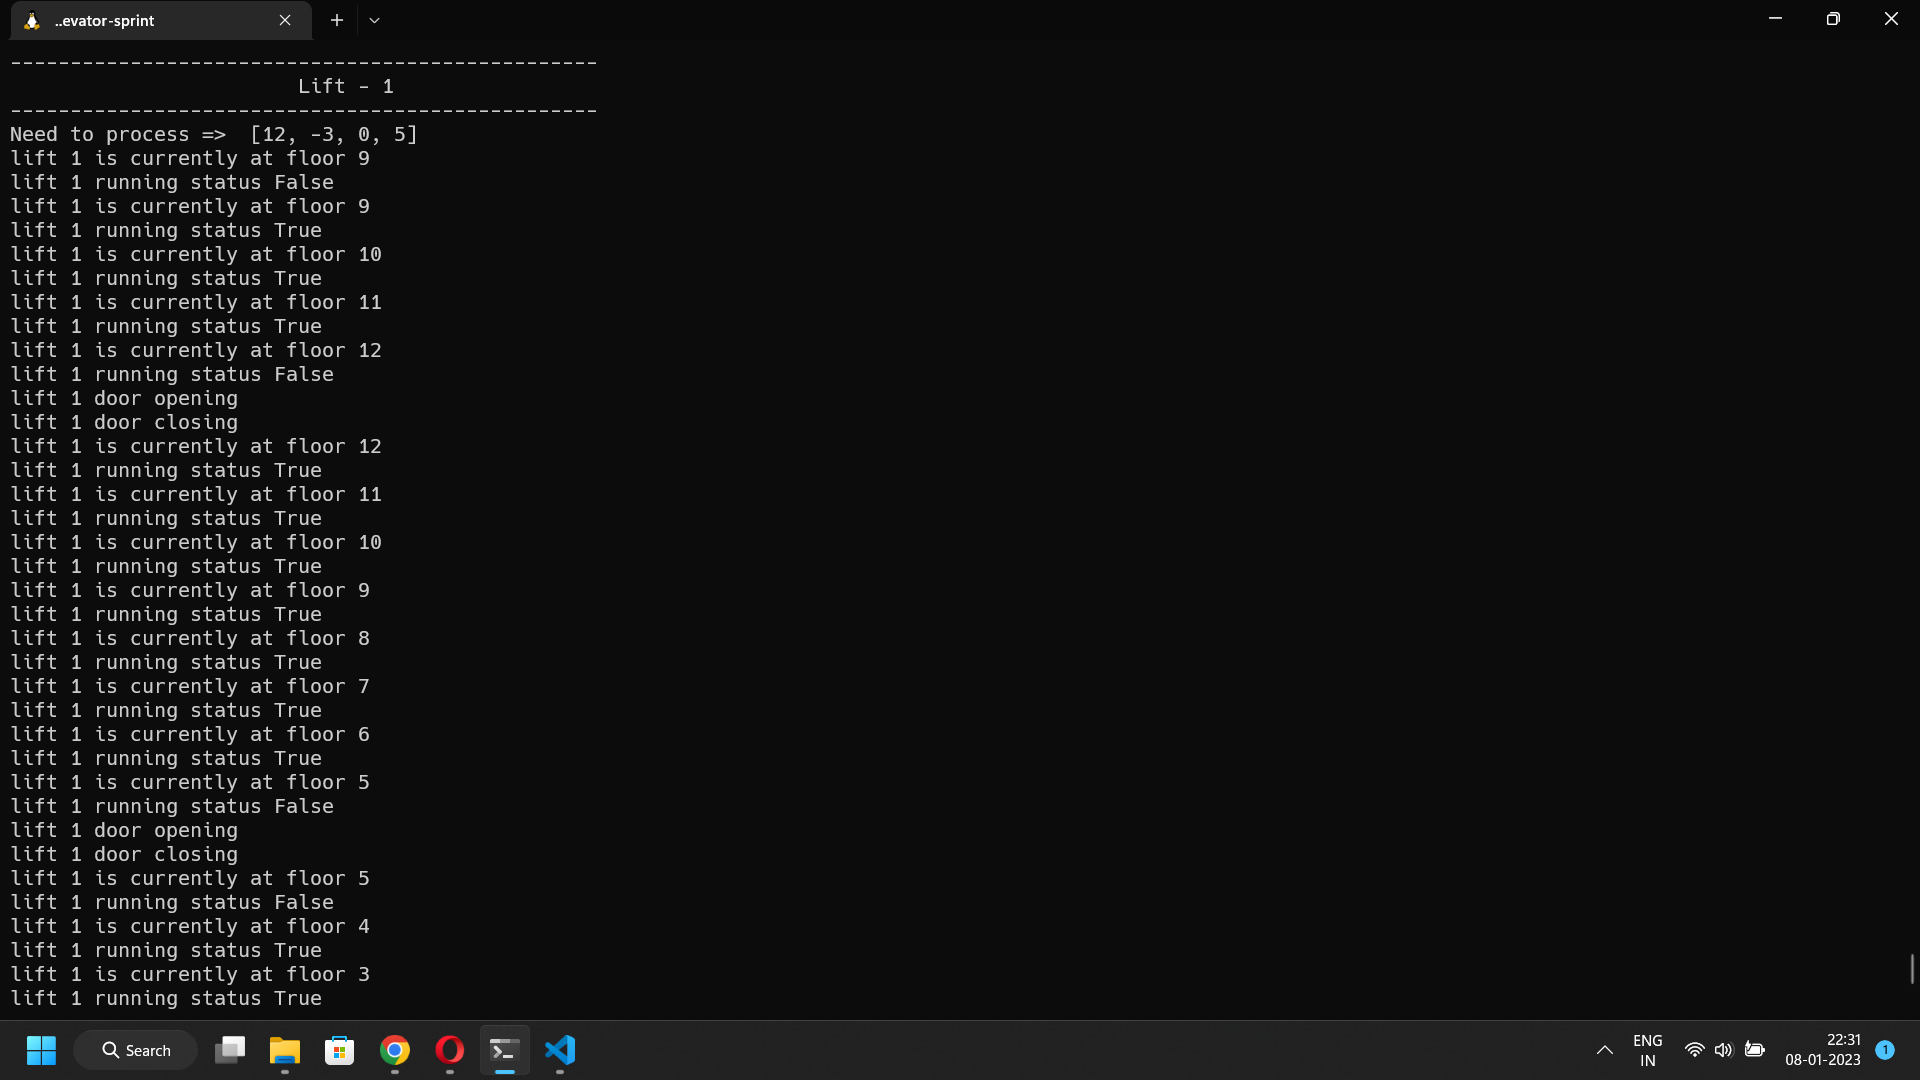 ..evator-sprint
-------------------------------------------------
Lift - 1
-------------------------------------------------
Need to process =>  [12, -3, 0, 5]
lift 1 is currently at floor 9
lift 1 running status False
lift 1 is currently at floor 9
lift 1 running status True
lift 1 is currently at floor 10
lift 1 running status True
lift 1 is currently at floor 11
lift 1 running status True
lift 1 is currently at floor 12
lift 1 running status False
lift 1 door opening
lift 1 door closing
lift 1 is currently at floor 12
lift 1 running status True
lift 1 is currently at floor 11
lift 1 running status True
lift 1 is currently at floor 10
lift 1 running status True
lift 1 is currently at floor 9
lift 1 running status True
lift 1 is currently at floor 8
lift 1 running status True
lift 1 is currently at floor 7
lift 1 running status True
lift 1 is currently at floor 6
lift 1 running status True
lift 1 is currently at floor 5
lift 1 running status False
lift 1 door opening
lift 1 door closing
lift 1 is currently at floor 5
lift 1 running status False
lift 1 is currently at floor 4
lift 1 running status True
lift 1 is currently at floor 3
lift 1 running status True
Search
ENG
IN
22:31
08-01-2023
1